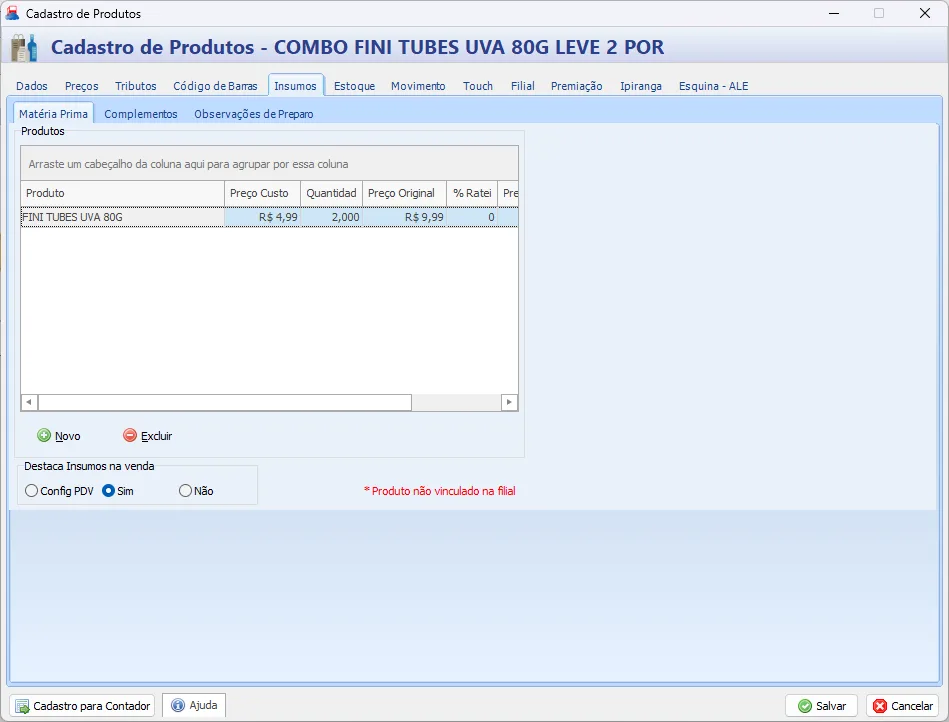 Cadastro de Produtos
Cadastro de Produtos - COMBO FINI TUBES UVA 80G LEVE 2 POR
Dados Preços Tributos Código de Barras Insumos Estoque Movimento Touch Filial Premiação Ipiranga Esquina - ALE
Matéria Prima Complementos Observações de Preparo
Produtos
Arraste um cabeçalho da coluna aqui para agrupar por essa coluna
Produto Preço Custo Quantidad Preço Original % Ratei Pre
FINI TUBES UVA 80G R$ 4,99 2,000 R$ 9,99 0
Novo Excluir
Destaca Insumos na venda
Config PDV Sim Não * Produto não vinculado na filial
Cadastro para Contador Ajuda Salvar Cancelar